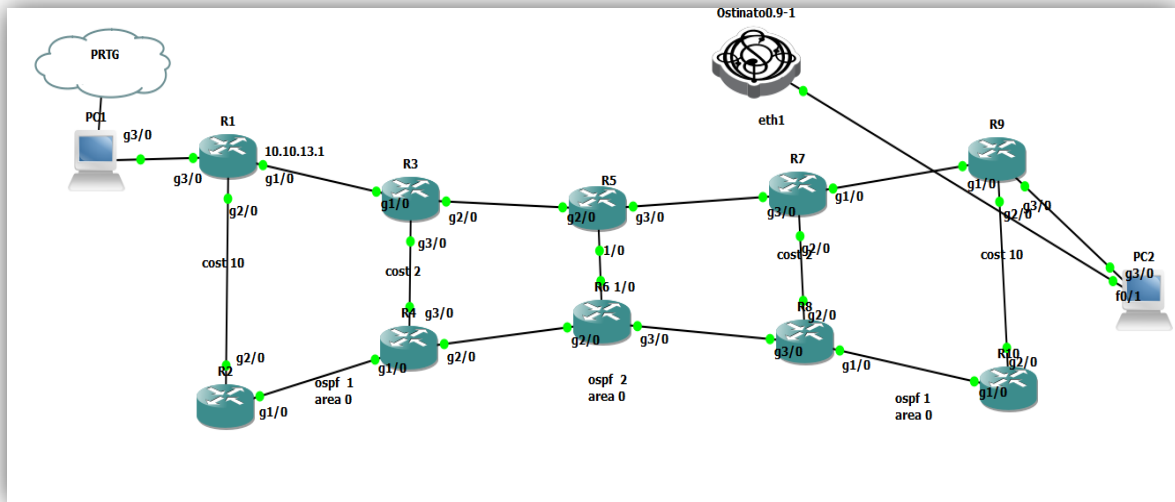 Ostinato0.9-1
PRTG
eth1
PC1
g3/0
R1
10.10.13.1
g3/0
g1/0
g2/0
R3
g1/0
g2/0
g3/0
R5
g2/0
g3/0
1/0
R7
g3/0
g1/0
g2/0
R9
g1/0
g3/0
g2/0
cost 10
cost 2
cost 2
cost 10
PC2
g3/0
f0/1
R6 1/0
g2/0
g3/0
R4
g3/0
g1/0
g2/0
R8
g2/0
g3/0
g1/0
R2
g2/0
g1/0
R10
g2/0
g1/0
ospf 1
area 0
ospf 2
area 0
ospf 1
area 0